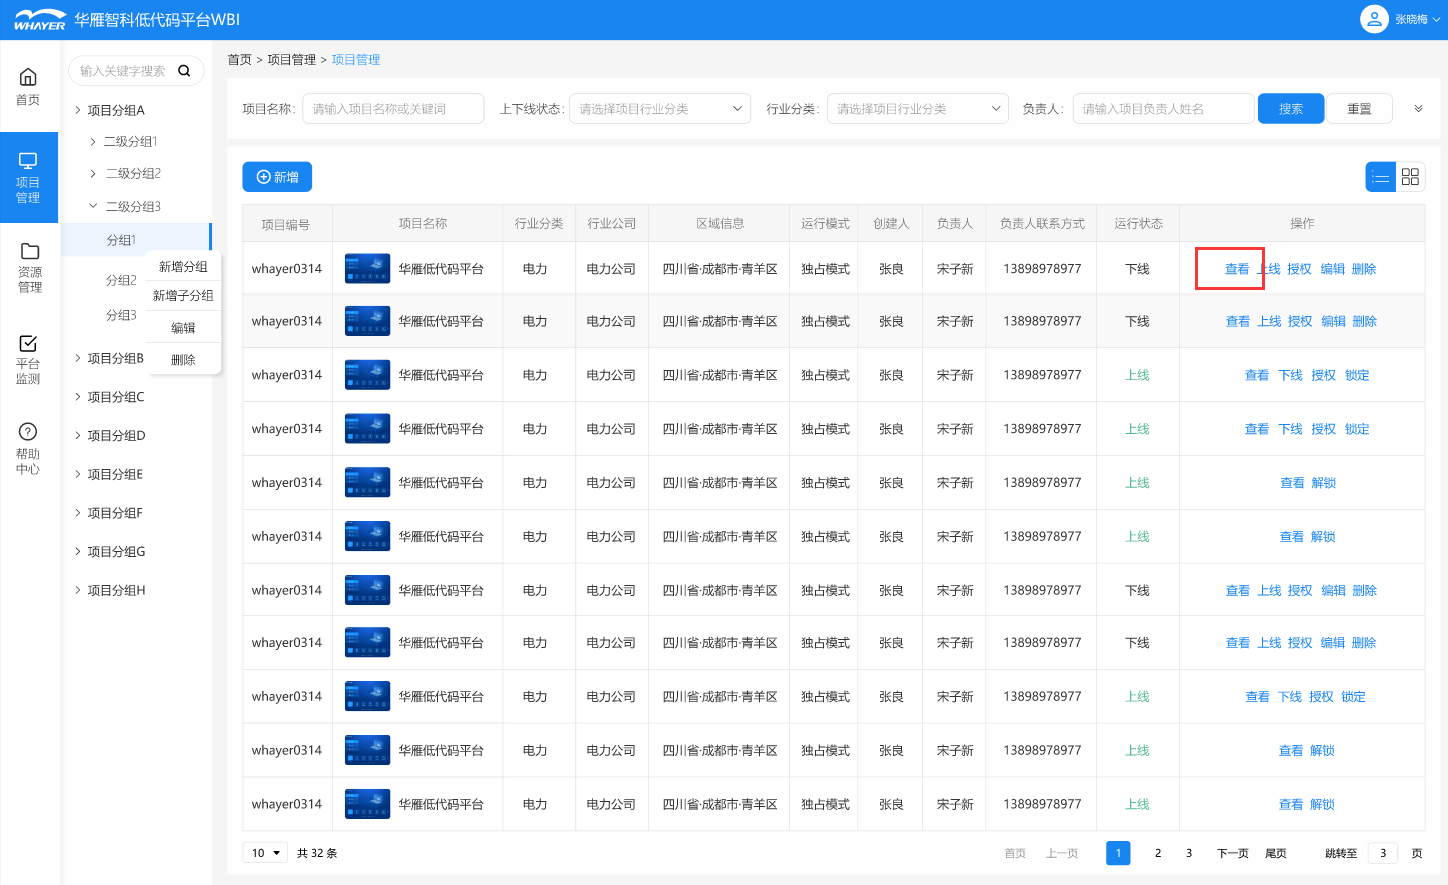 WHAYER 华雁智科低代码平台WBI
张晓梅
首页
项目
管理
资源
管理
平台
监测
帮助
中心
输入关键字搜索
项目分组A
二级分组1
二级分组2
二级分组3
分组1
分组2
分组3
项目分组B
项目分组C
项目分组D
项目分组E
项目分组F
项目分组G
项目分组H
新增分组
新增子分组
编辑
删除
首页 > 项目管理 > 项目管理
项目名称: 请输入项目名称或关键词 上下线状态: 请选择项目行业分类 行业分类: 请选择项目行业分类 负责人: 请输入项目负责人姓名 搜索 重置
新增
项目编号 项目名称 行业分类 行业公司 区域信息 运行模式 创建人 负责人 负责人联系方式 运行状态 操作
whayer0314 华雁低代码平台 电力 电力公司 四川省·成都市·青羊区 独占模式 张良 宋子新 13898978977 下线 查看 上线 授权 编辑 删除
whayer0314 华雁低代码平台 电力 电力公司 四川省·成都市·青羊区 独占模式 张良 宋子新 13898978977 下线 查看 上线 授权 编辑 删除
whayer0314 华雁低代码平台 电力 电力公司 四川省·成都市·青羊区 独占模式 张良 宋子新 13898978977 上线 查看 下线 授权 锁定
whayer0314 华雁低代码平台 电力 电力公司 四川省·成都市·青羊区 独占模式 张良 宋子新 13898978977 上线 查看 下线 授权 锁定
whayer0314 华雁低代码平台 电力 电力公司 四川省·成都市·青羊区 独占模式 张良 宋子新 13898978977 上线 查看 解锁
whayer0314 华雁低代码平台 电力 电力公司 四川省·成都市·青羊区 独占模式 张良 宋子新 13898978977 上线 查看 解锁
whayer0314 华雁低代码平台 电力 电力公司 四川省·成都市·青羊区 独占模式 张良 宋子新 13898978977 下线 查看 上线 授权 编辑 删除
whayer0314 华雁低代码平台 电力 电力公司 四川省·成都市·青羊区 独占模式 张良 宋子新 13898978977 下线 查看 上线 授权 编辑 删除
whayer0314 华雁低代码平台 电力 电力公司 四川省·成都市·青羊区 独占模式 张良 宋子新 13898978977 上线 查看 下线 授权 锁定
whayer0314 华雁低代码平台 电力 电力公司 四川省·成都市·青羊区 独占模式 张良 宋子新 13898978977 上线 查看 解锁
whayer0314 华雁低代码平台 电力 电力公司 四川省·成都市·青羊区 独占模式 张良 宋子新 13898978977 上线 查看 解锁
10 共 32 条 首页 上一页 1 2 3 下一页 尾页 跳转至 3 页